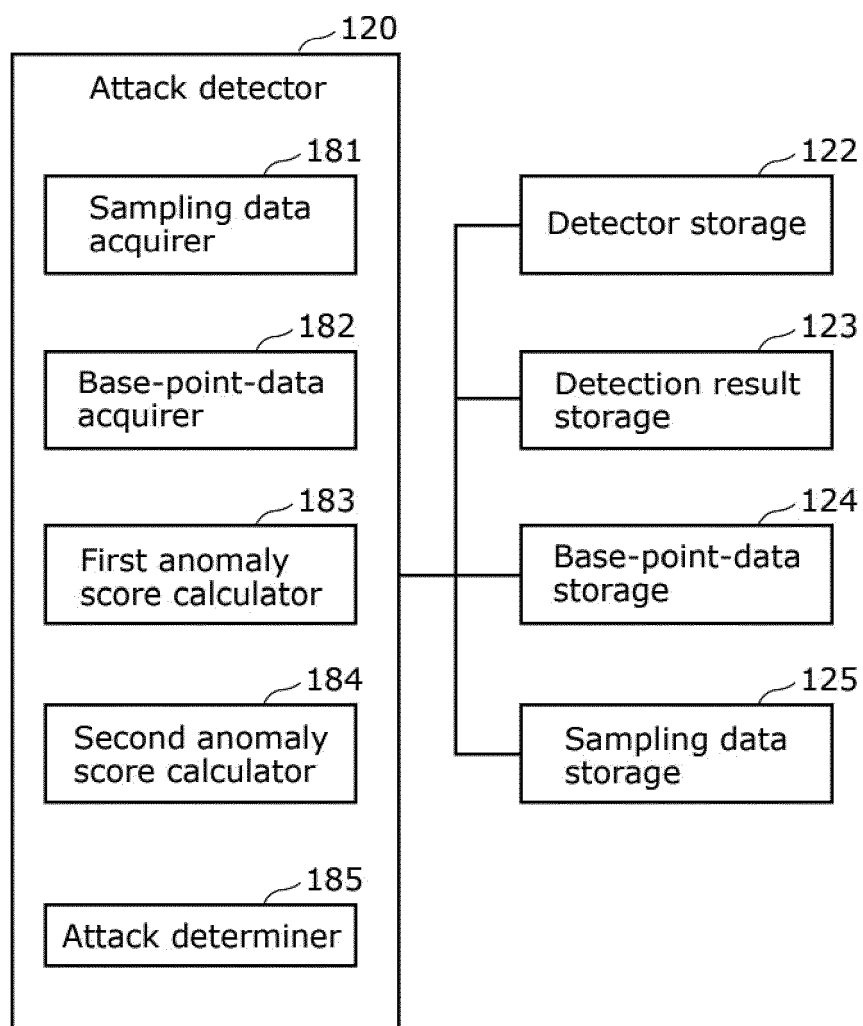 120
Attack detector
181
Sampling data
acquirer
182
Base-point-data
acquirer
183
First anomaly
score calculator
184
Second anomaly
score calculator
185
Attack determiner
122
Detector storage
123
Detection result
storage
124
Base-point-data
storage
125
Sampling data
storage